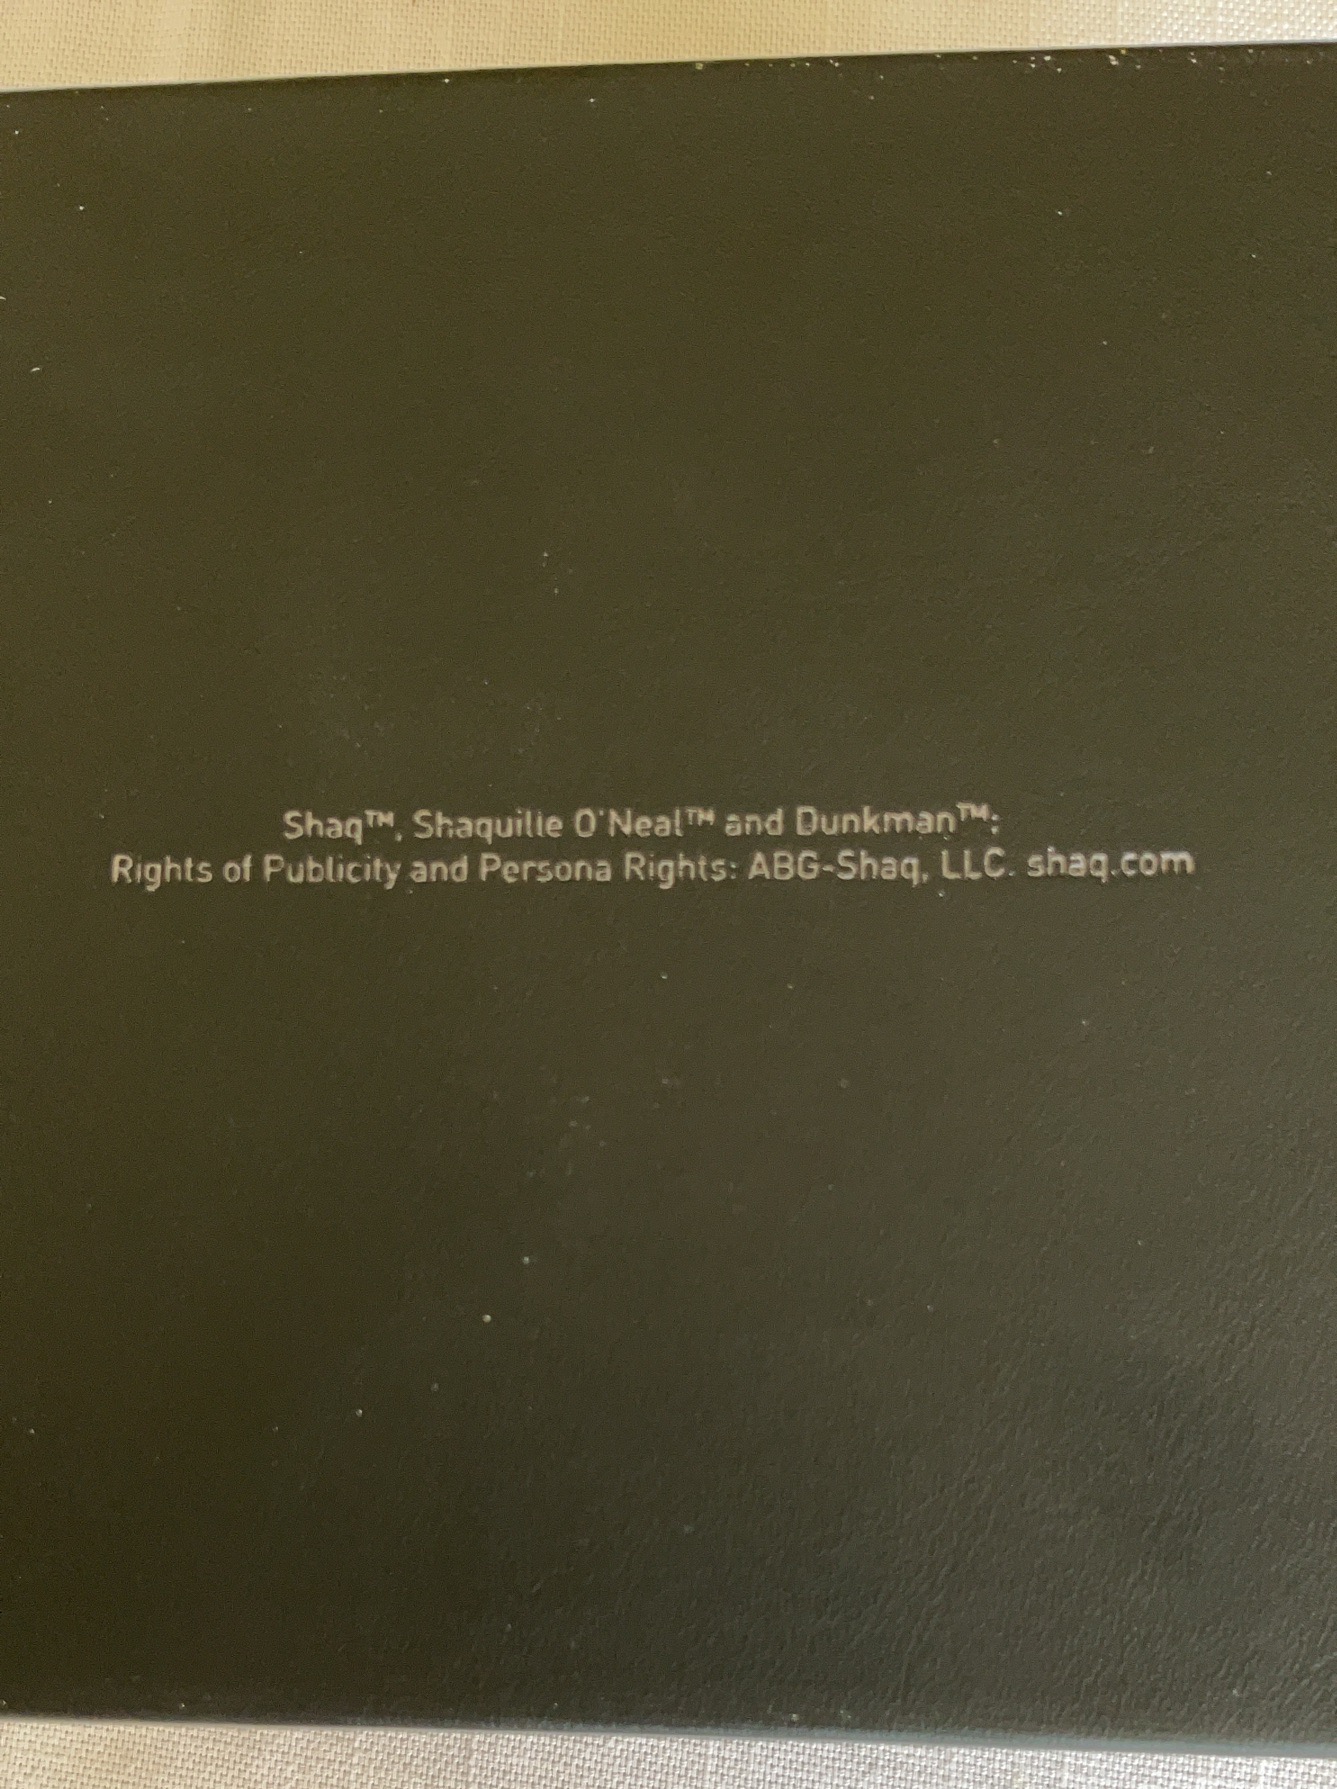 Shaq™, Shaquille O'Neal™ and Dunkman™:
Rights of Publicity and Persona Rights: ABG-Shaq, LLC. shaq.com